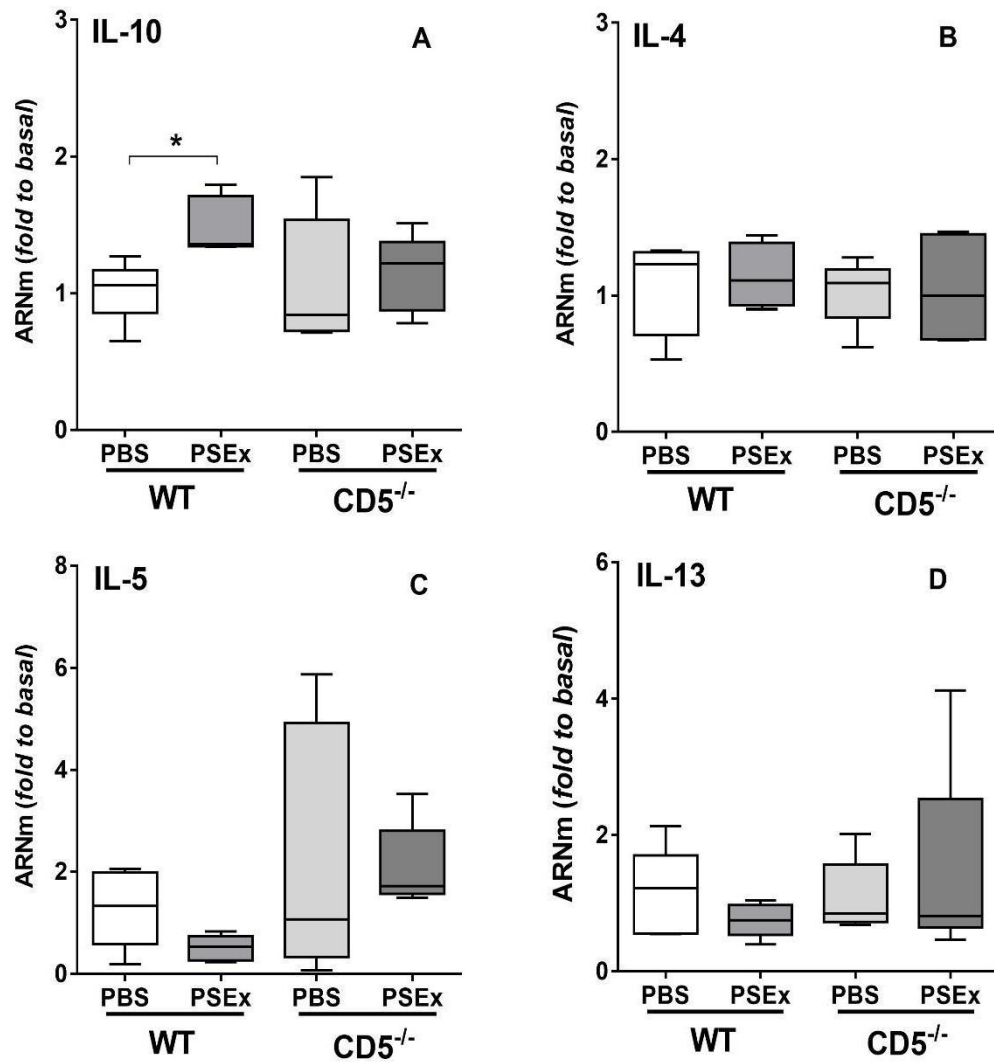 IL-10
A
ARNm (fold to basal)
3
2
1
0
*
PBS PSEx PBS PSEx
WT CD5-/-
IL-4
B
ARNm (fold to basal)
3
2
1
0
PBS PSEx PBS PSEx
WT CD5-/-
IL-5
C
ARNm (fold to basal)
8
6
4
2
0
PBS PSEx PBS PSEx
WT CD5-/-
IL-13
D
ARNm (fold to basal)
6
4
2
0
PBS PSEx PBS PSEx
WT CD5-/-